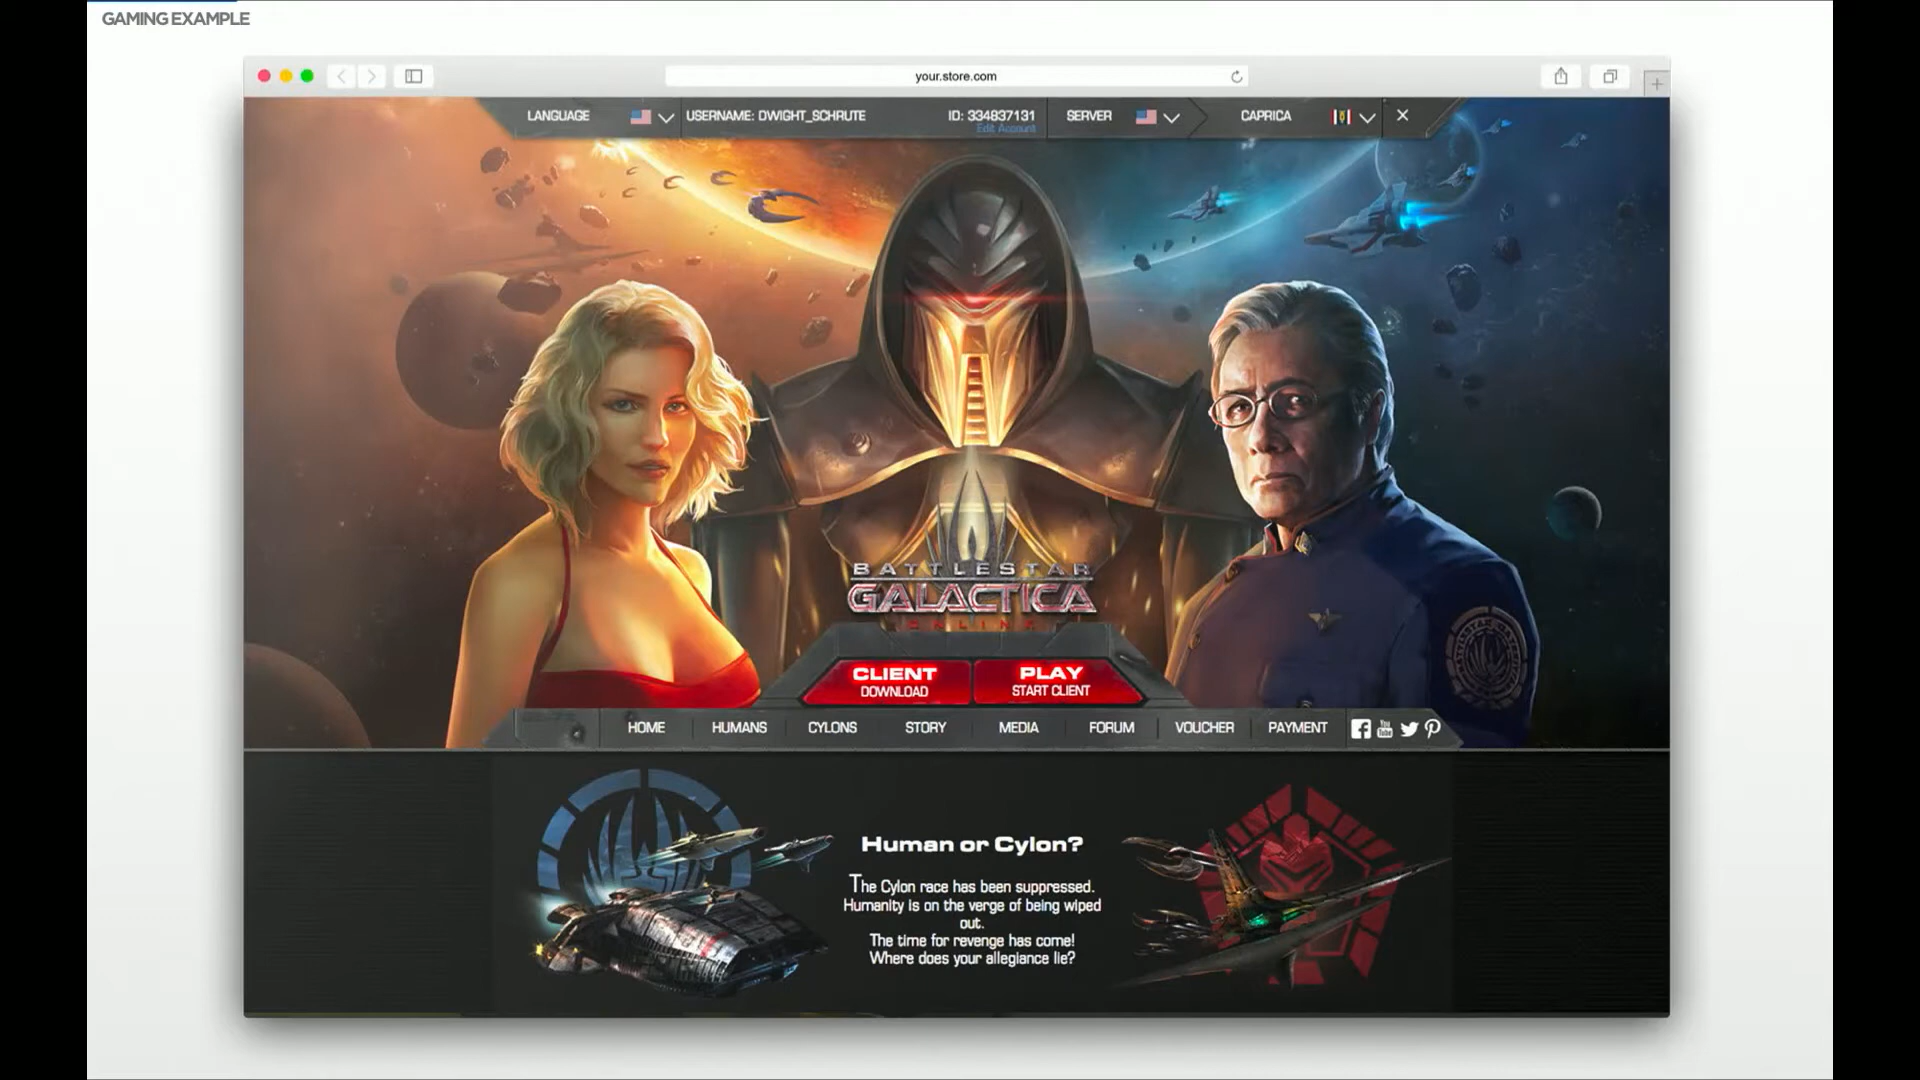 GAMING EXAMPLE
your.store.com
LANGUAGE
USERNAME: DWIGHT_SCHRUTE
ID: 334837131
Edit Account
SERVER
CAPRICA
BATTLESTAR
GALACTICA
ONLINE
CLIENT
DOWNLOAD
PLAY
START CLIENT
HOME
HUMANS
CYLONS
STORY
MEDIA
FORUM
VOUCHER
PAYMENT
You
Tube
Human or Cylon?
The Cylon race has been suppressed.
Humanity is on the verge of being wiped
out.
The time for revenge has come!
Where does your allegiance lie?